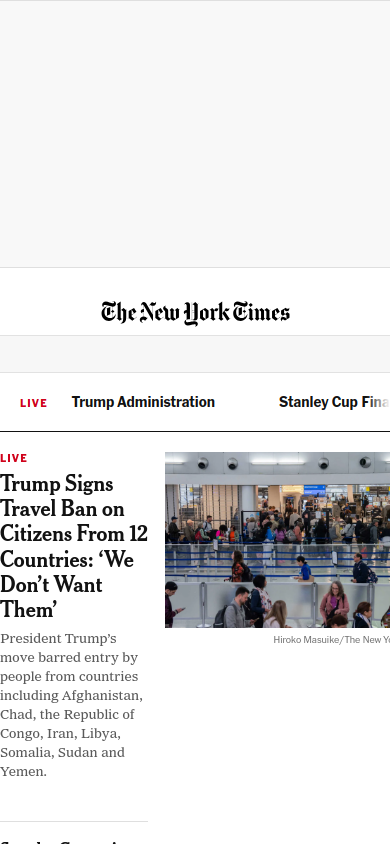 The New York Times
LIVE
Trump Administration
Stanley Cup Fina
LIVE
Trump Signs
Travel Ban on
Citizens From 12
Countries: ‘We
Don’t Want
Them’
Hiroko Masuike/The New Yo
President Trump’s
move barred entry by
people from countries
including Afghanistan,
Chad, the Republic of
Congo, Iran, Libya,
Somalia, Sudan and
Yemen.